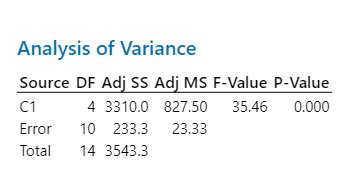 Analysis of Variance
Source DF Adj SS Adj MS F-Value P-Value
C1 4 3310.0 827.50 35.46 0.000
Error 10 233.3 23.33
Total 14 3543.3